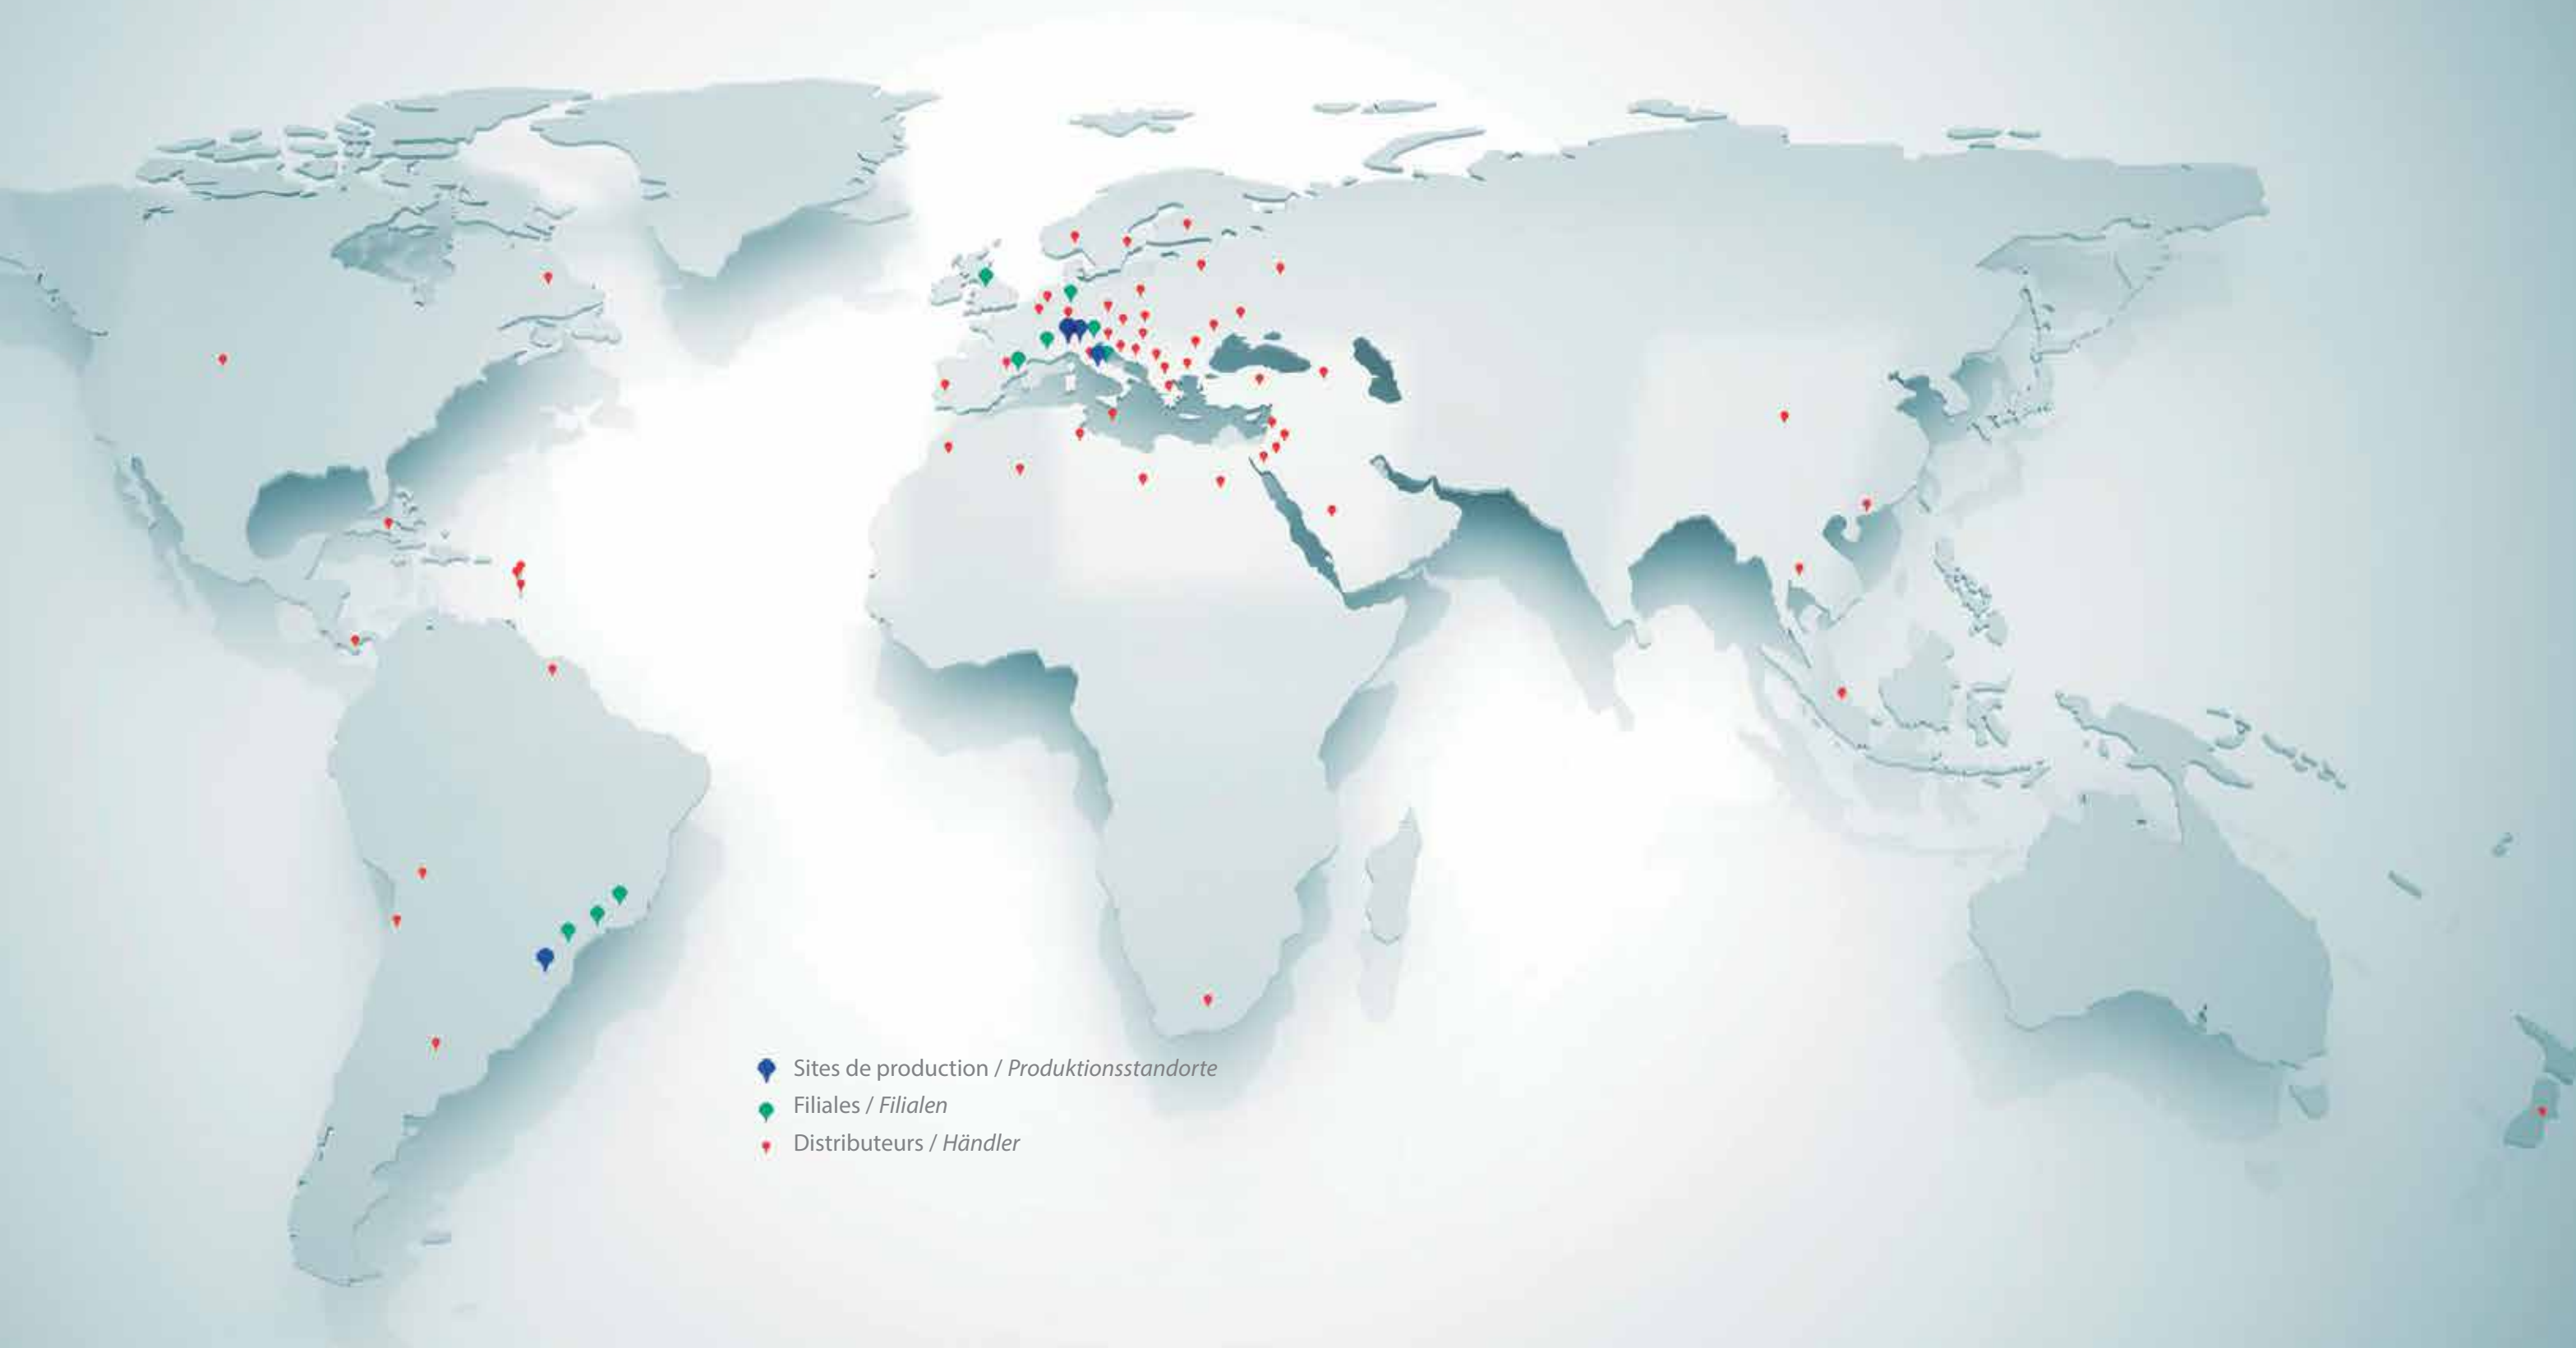 Sites de production / Produktionsstandorte
Filiales / Filialen
Distributeurs / Händler